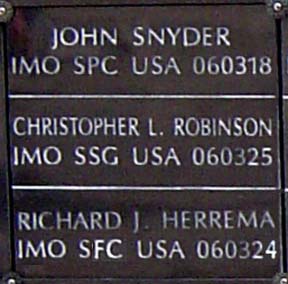 JOHN SNYDER
IMO SPC USA 060318
CHRISTOPHER L. ROBINSON
IMO SSG USA 060325
RICHARD J. HERREMA
IMO SFC USA 060324